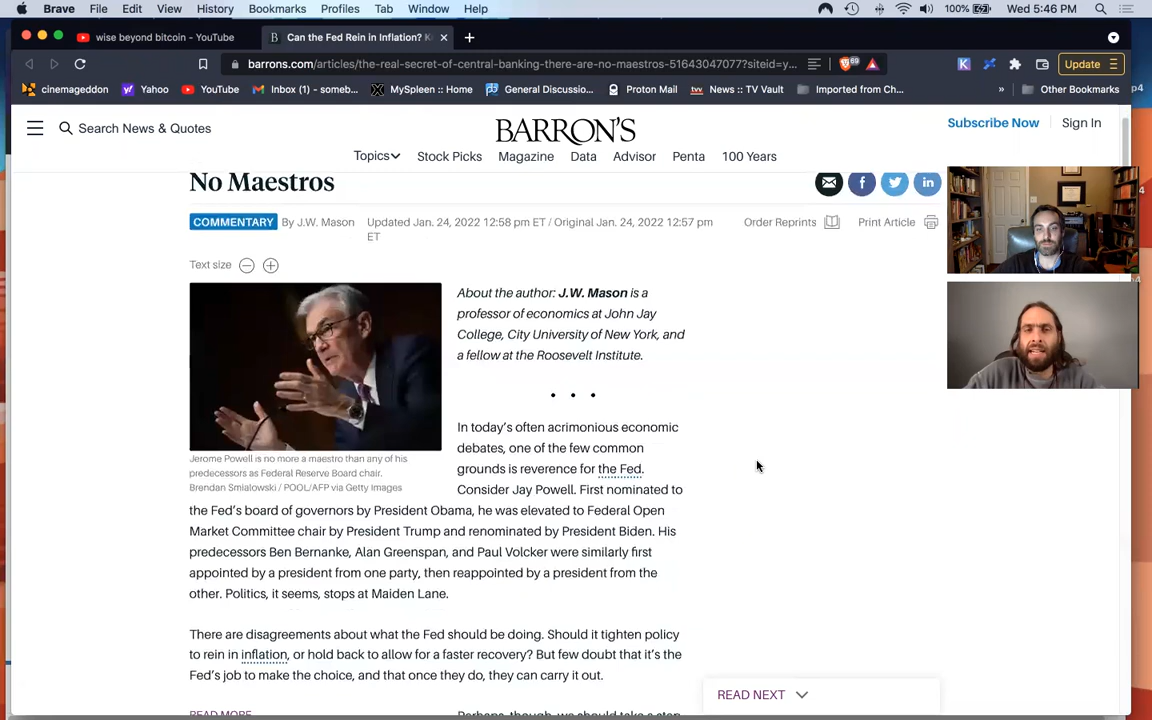 Brave File Edit View History Bookmarks Profiles Tab Window Help 100% Wed 5:46 PM
wise beyond bitcoin - YouTube
B Can the Fed Rein in Inflation?
barrons.com/articles/the-real-secret-of-central-banking-there-are-no-maestros-51643047077?siteid=y...
69
K
Update
cinemageddon Yahoo YouTube Inbox (1) – someb... MySpleen :: Home General Discussio... Proton Mail News :: TV Vault Imported from Ch... » Other Bookmarks
Search News & Quotes
BARRON'S
Subscribe Now
Sign In
Topics Stock Picks Magazine Data Advisor Penta 100 Years
No Maestros
COMMENTARY By J.W. Mason Updated Jan. 24, 2022 12:58 pm ET / Original Jan. 24, 2022 12:57 pm
ET
Order Reprints
Print Article
Text size
About the author: J.W. Mason is a
professor of economics at John Jay
College, City University of New York, and
a fellow at the Roosevelt Institute.
• • •
Jerome Powell is no more a maestro than any of his
predecessors as Federal Reserve Board chair.
Brendan Smialowski / POOL/AFP via Getty Images
In today's often acrimonious economic
debates, one of the few common
grounds is reverence for the Fed.
Consider Jay Powell. First nominated to
the Fed's board of governors by President Obama, he was elevated to Federal Open
Market Committee chair by President Trump and renominated by President Biden. His
predecessors Ben Bernanke, Alan Greenspan, and Paul Volcker were similarly first
appointed by a president from one party, then reappointed by a president from the
other. Politics, it seems, stops at Maiden Lane.
There are disagreements about what the Fed should be doing. Should it tighten policy
to rein in inflation, or hold back to allow for a faster recovery? But few doubt that it's the
Fed's job to make the choice, and that once they do, they can carry it out.
READ NEXT
READ MORE
Perhaps, though, we should take a step